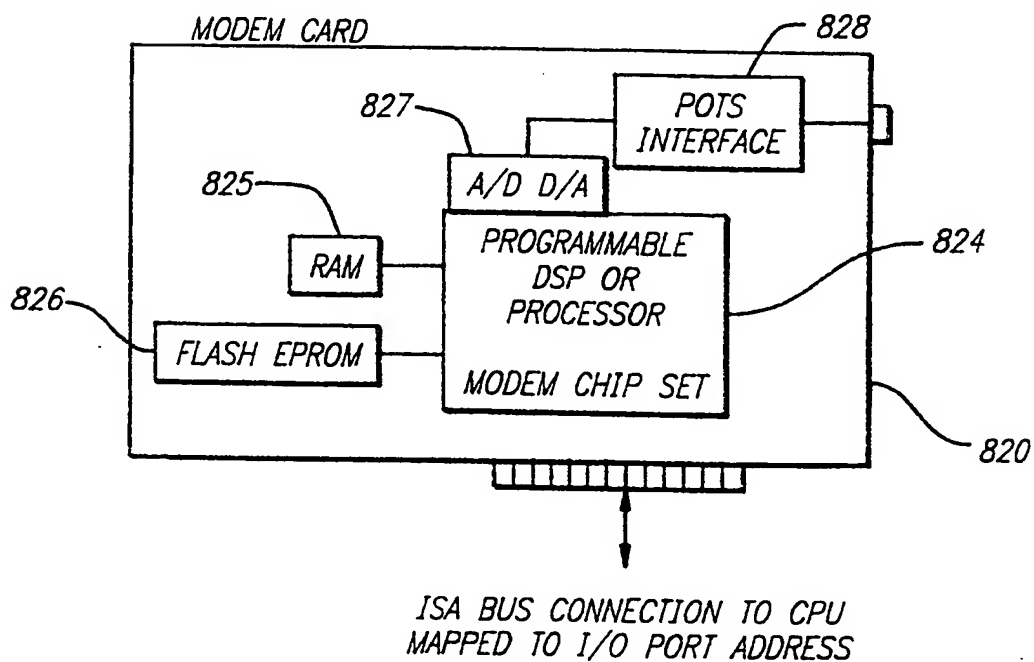 MODEM CARD
828
POTS
INTERFACE
827
A/D D/A
825
RAM
PROGRAMMABLE
DSP OR
PROCESSOR
824
826
FLASH EPROM
MODEM CHIP SET
820
ISA BUS CONNECTION TO CPU
MAPPED TO I/O PORT ADDRESS